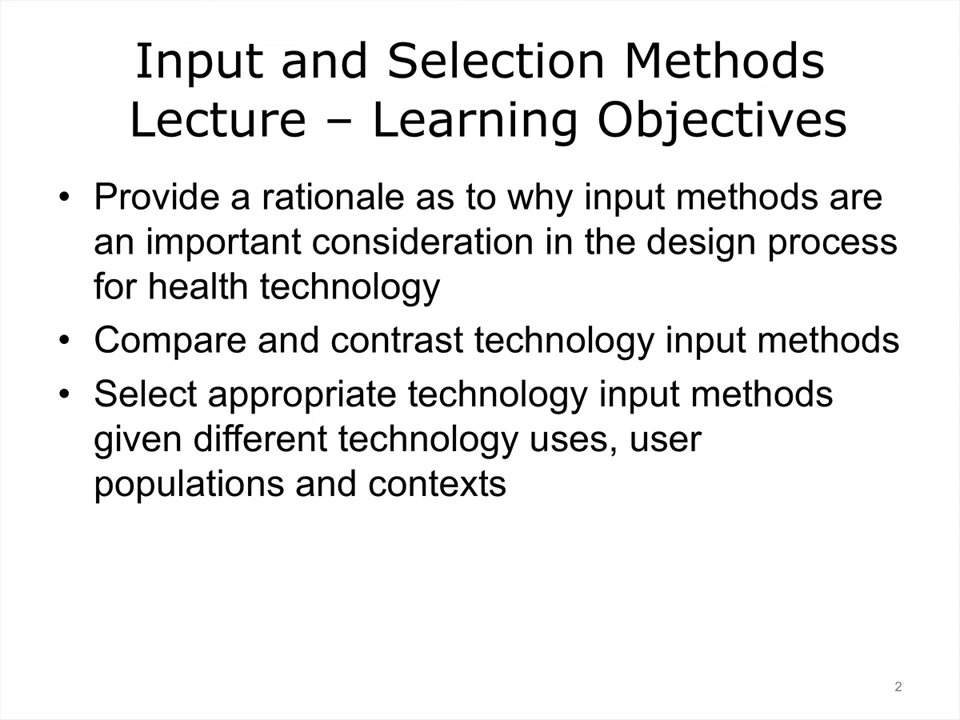 Input and Selection Methods
Lecture – Learning Objectives
• Provide a rationale as to why input methods are
an important consideration in the design process
for health technology
• Compare and contrast technology input methods
• Select appropriate technology input methods
given different technology uses, user
populations and contexts
2